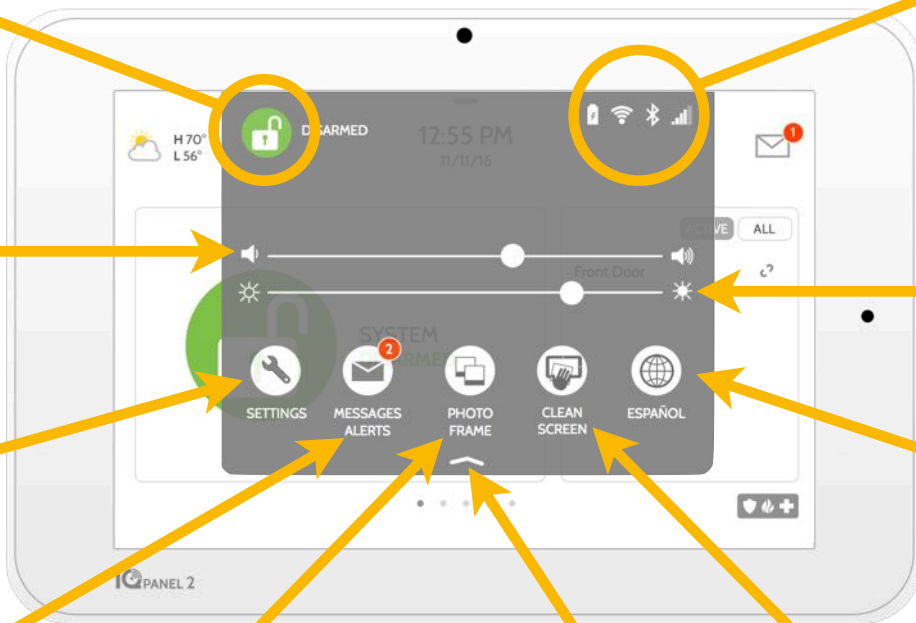 DISARMED
12:55 PM
11/11/16
H 70°
L 56°
1
ACTIVE
ALL
Front Door
SYSTEM
DISARMED
2
SETTINGS
MESSAGES
ALERTS
PHOTO
FRAME
CLEAN
SCREEN
ESPAÑOL
IQ PANEL 2